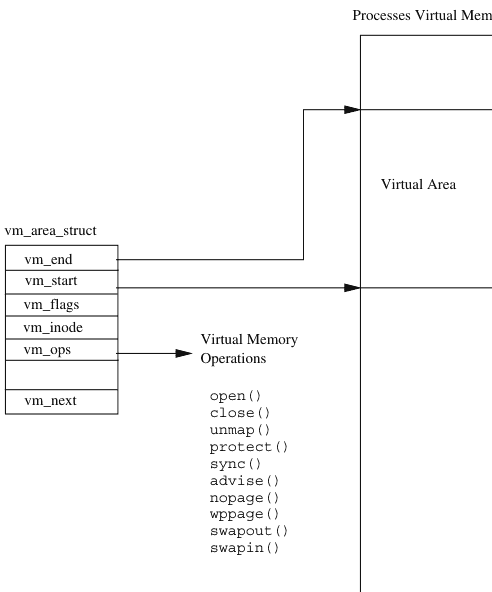 Processes Virtual Mem
Virtual Area
vm_area_struct
vm_end
vm_start
vm_flags
vm_inode
vm_ops
vm_next
Virtual Memory
Operations
open()
close()
unmap()
protect()
sync()
advise()
nopage()
wppage()
swapout()
swapin()